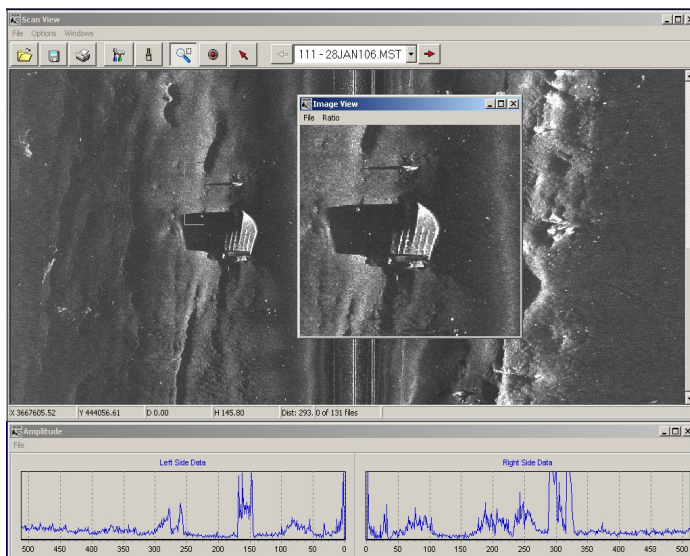 Scan View
File Options Windows
111 - 28JAN106.MST
Image View
File Ratio
X 3667605.52 Y 444056.61 D 0.00 H 145.80 Dist: 293. 0 of 131 files
Amplitude
File
Left Side Data Right Side Data
500 450 400 350 300 250 200 150 100 50 0 0 50 100 150 200 250 300 350 400 450 500